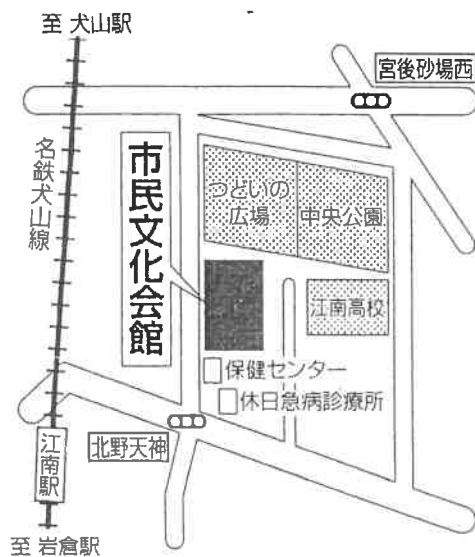 至 犬山駅
宮後砂場西
名鉄犬山線
市民文化会館
つどいの
広場
中央公園
江南高校
保健センター
休日急病診療所
北野天神
江南駅
至 岩倉駅